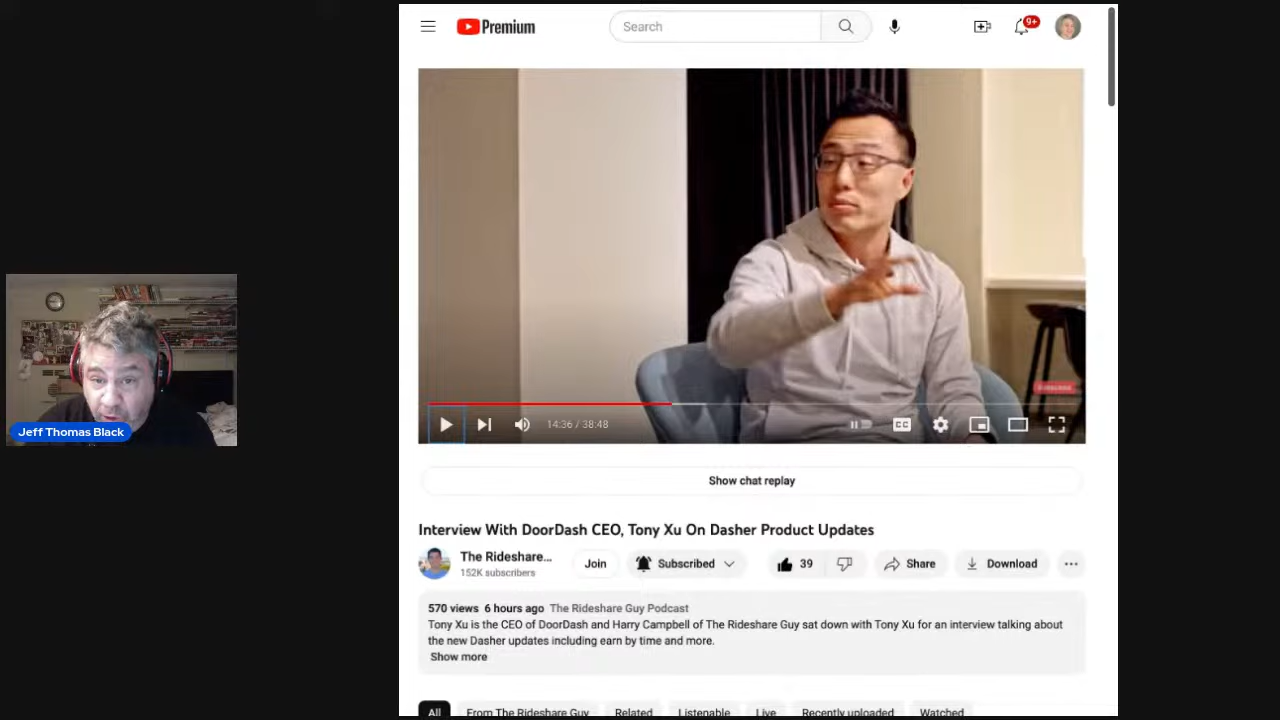 Premium
Search
9+
SUBSCRIBE
14:36 / 38:48
CC
Jeff Thomas Black
Show chat replay
Interview With DoorDash CEO, Tony Xu On Dasher Product Updates
The Rideshare...
152K subscribers
Join
Subscribed
39
Share
Download
570 views 6 hours ago The Rideshare Guy Podcast
Tony Xu is the CEO of DoorDash and Harry Campbell of The Rideshare Guy sat down with Tony Xu for an interview talking about
the new Dasher updates including earn by time and more.
Show more
All From The Rideshare Guy Related Listenable Live Recently uploaded Watched